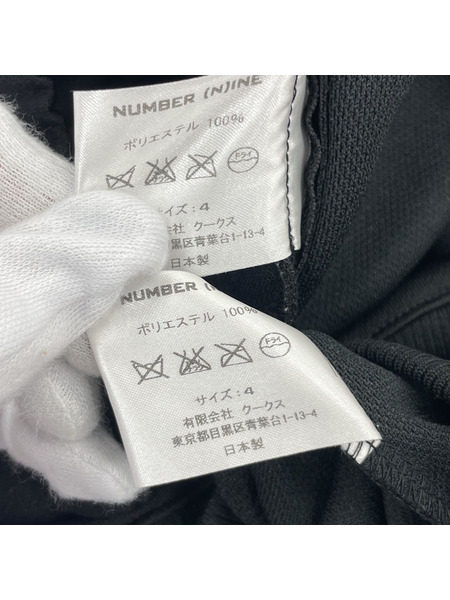 NUMBER (N)INE
ポリエステル 100%
ドライ
サイズ:4
会社 クークス
黒区青葉台1-13-4
日本製
NUMBER (N)INE
ポリエステル 100%
ドライ
サイズ:4
有限会社 クークス
東京都目黒区青葉台1-13-4
日本製